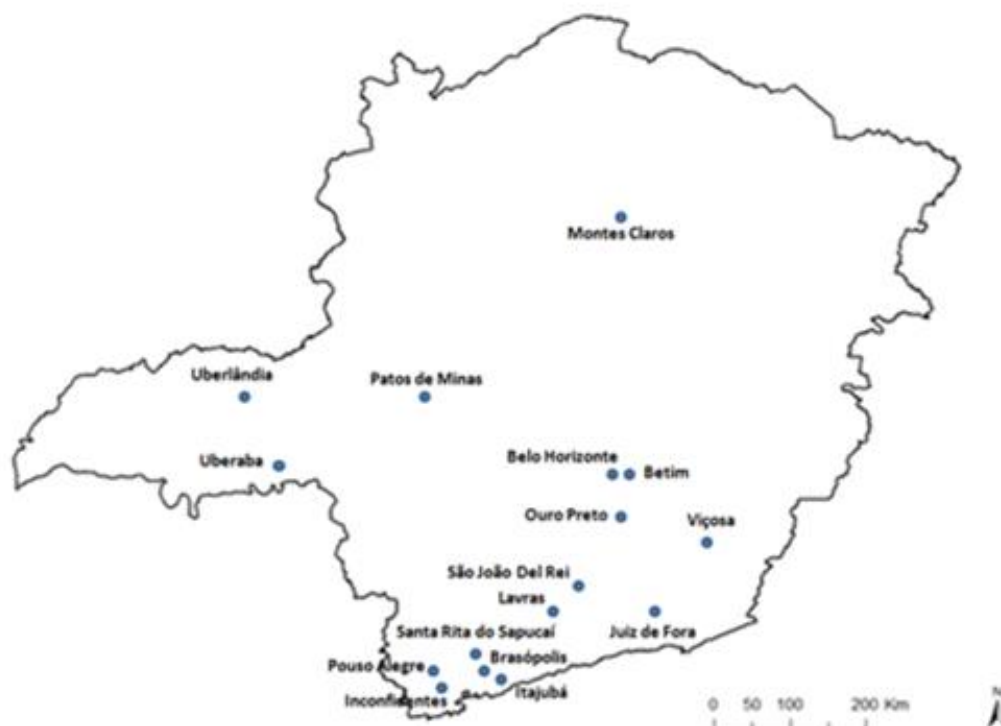 Montes Claros
Uberlândia
Patos de Minas
Uberaba
Belo Horizonte
Betim
Ouro Preto
Viçosa
São João Del Rei
Lavras
Santa Rita do Sapucaí
Juiz de Fora
Pouso Alegre
Brasópolis
Inconfidentes
Itajubá
0 50 100 200 Km
N